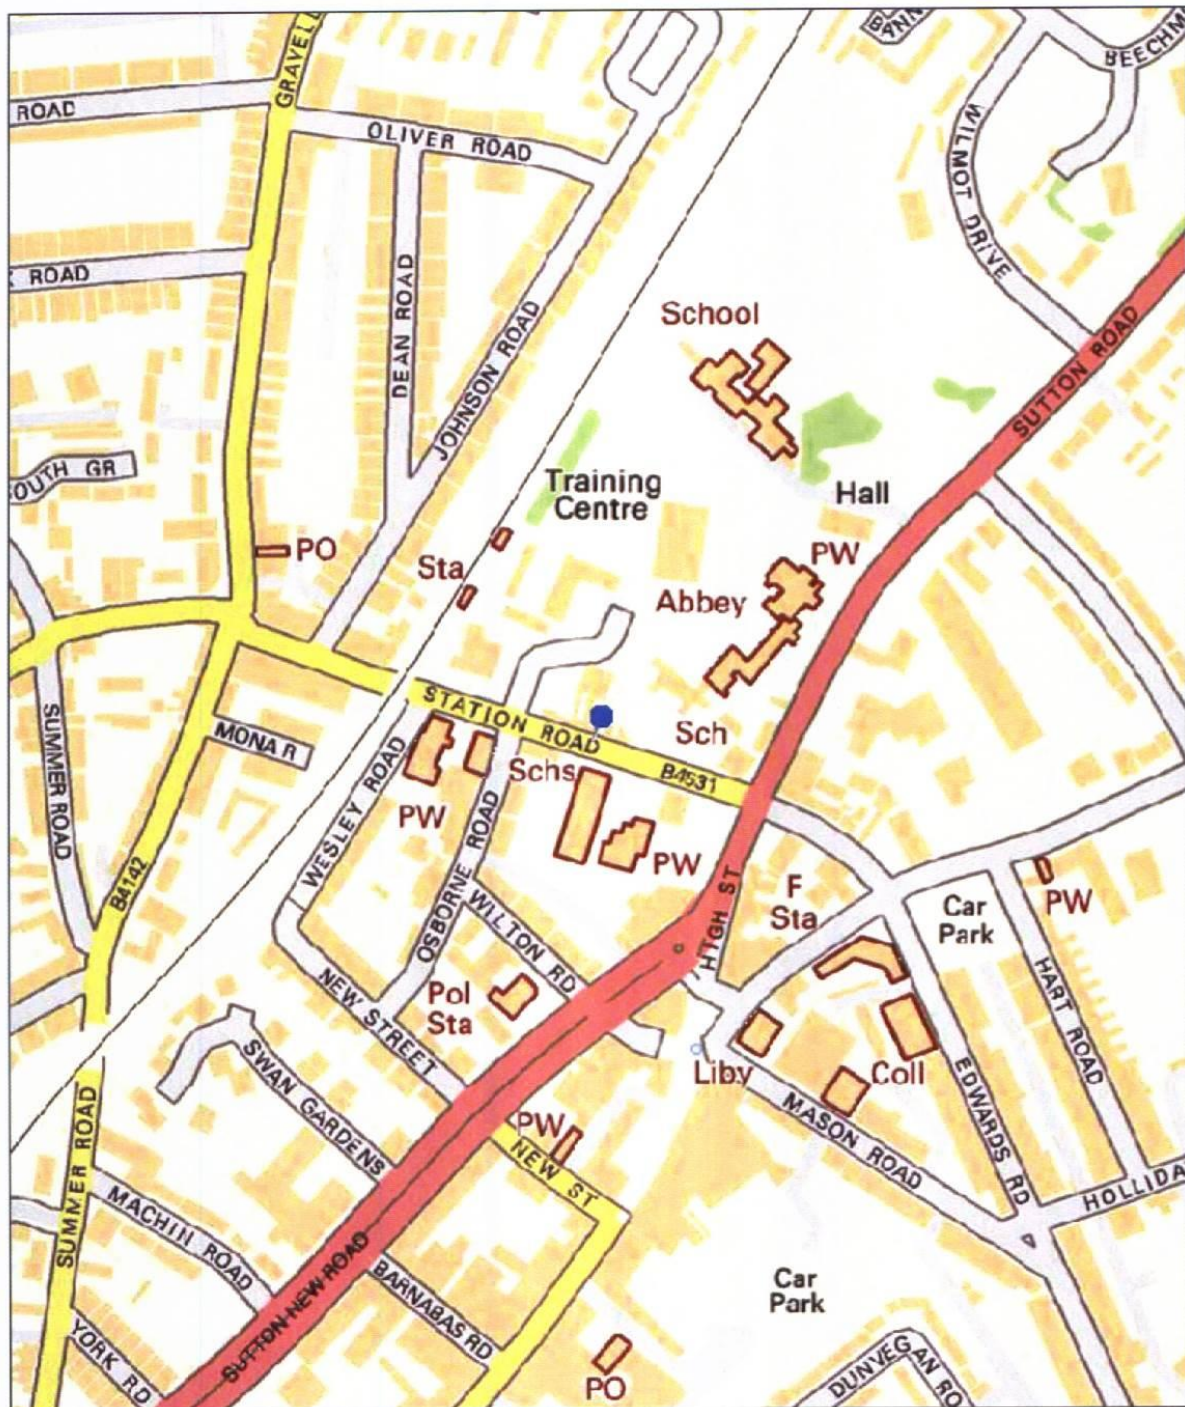 GRAVELL
ANN
BEECHM
ROAD
OLIVER ROAD
WILMOT DRIVE
ROAD
DEAN ROAD
JOHNSON ROAD
School
SUTTON ROAD
OUTH GR
Training
Centre
Hall
PO
Sta
PW
Abbey
STATION ROAD
SUMMER ROAD
MONA R
Sch
WESLEY ROAD
Schs
B4531
PW
OSBORNE ROAD
PW
B4142
HIGH ST
F
Sta
Car
Park
PW
WILTON RD
NEW STREET
Pol
Sta
HART ROAD
SWAN GARDENS
Liby
Coll
EDWARDS RD
MASON ROAD
PW
NEW ST
SUMMER ROAD
MACHIN ROAD
HOLLIDA
SUTTON NEW ROAD
BARNABAS RD
Car
Park
YORK RD
PO
DUNVEGAN RO